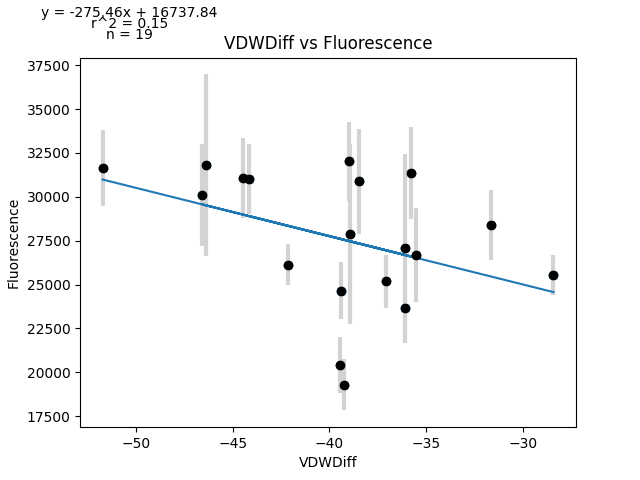 y = -275.46x + 16737.84
r^2 = 0.15
n = 19
VDWDiff vs Fluorescence
37500
35000
32500
30000
27500
25000
22500
20000
17500
Fluorescence
−50
−45
−40
−35
−30
VDWDiff